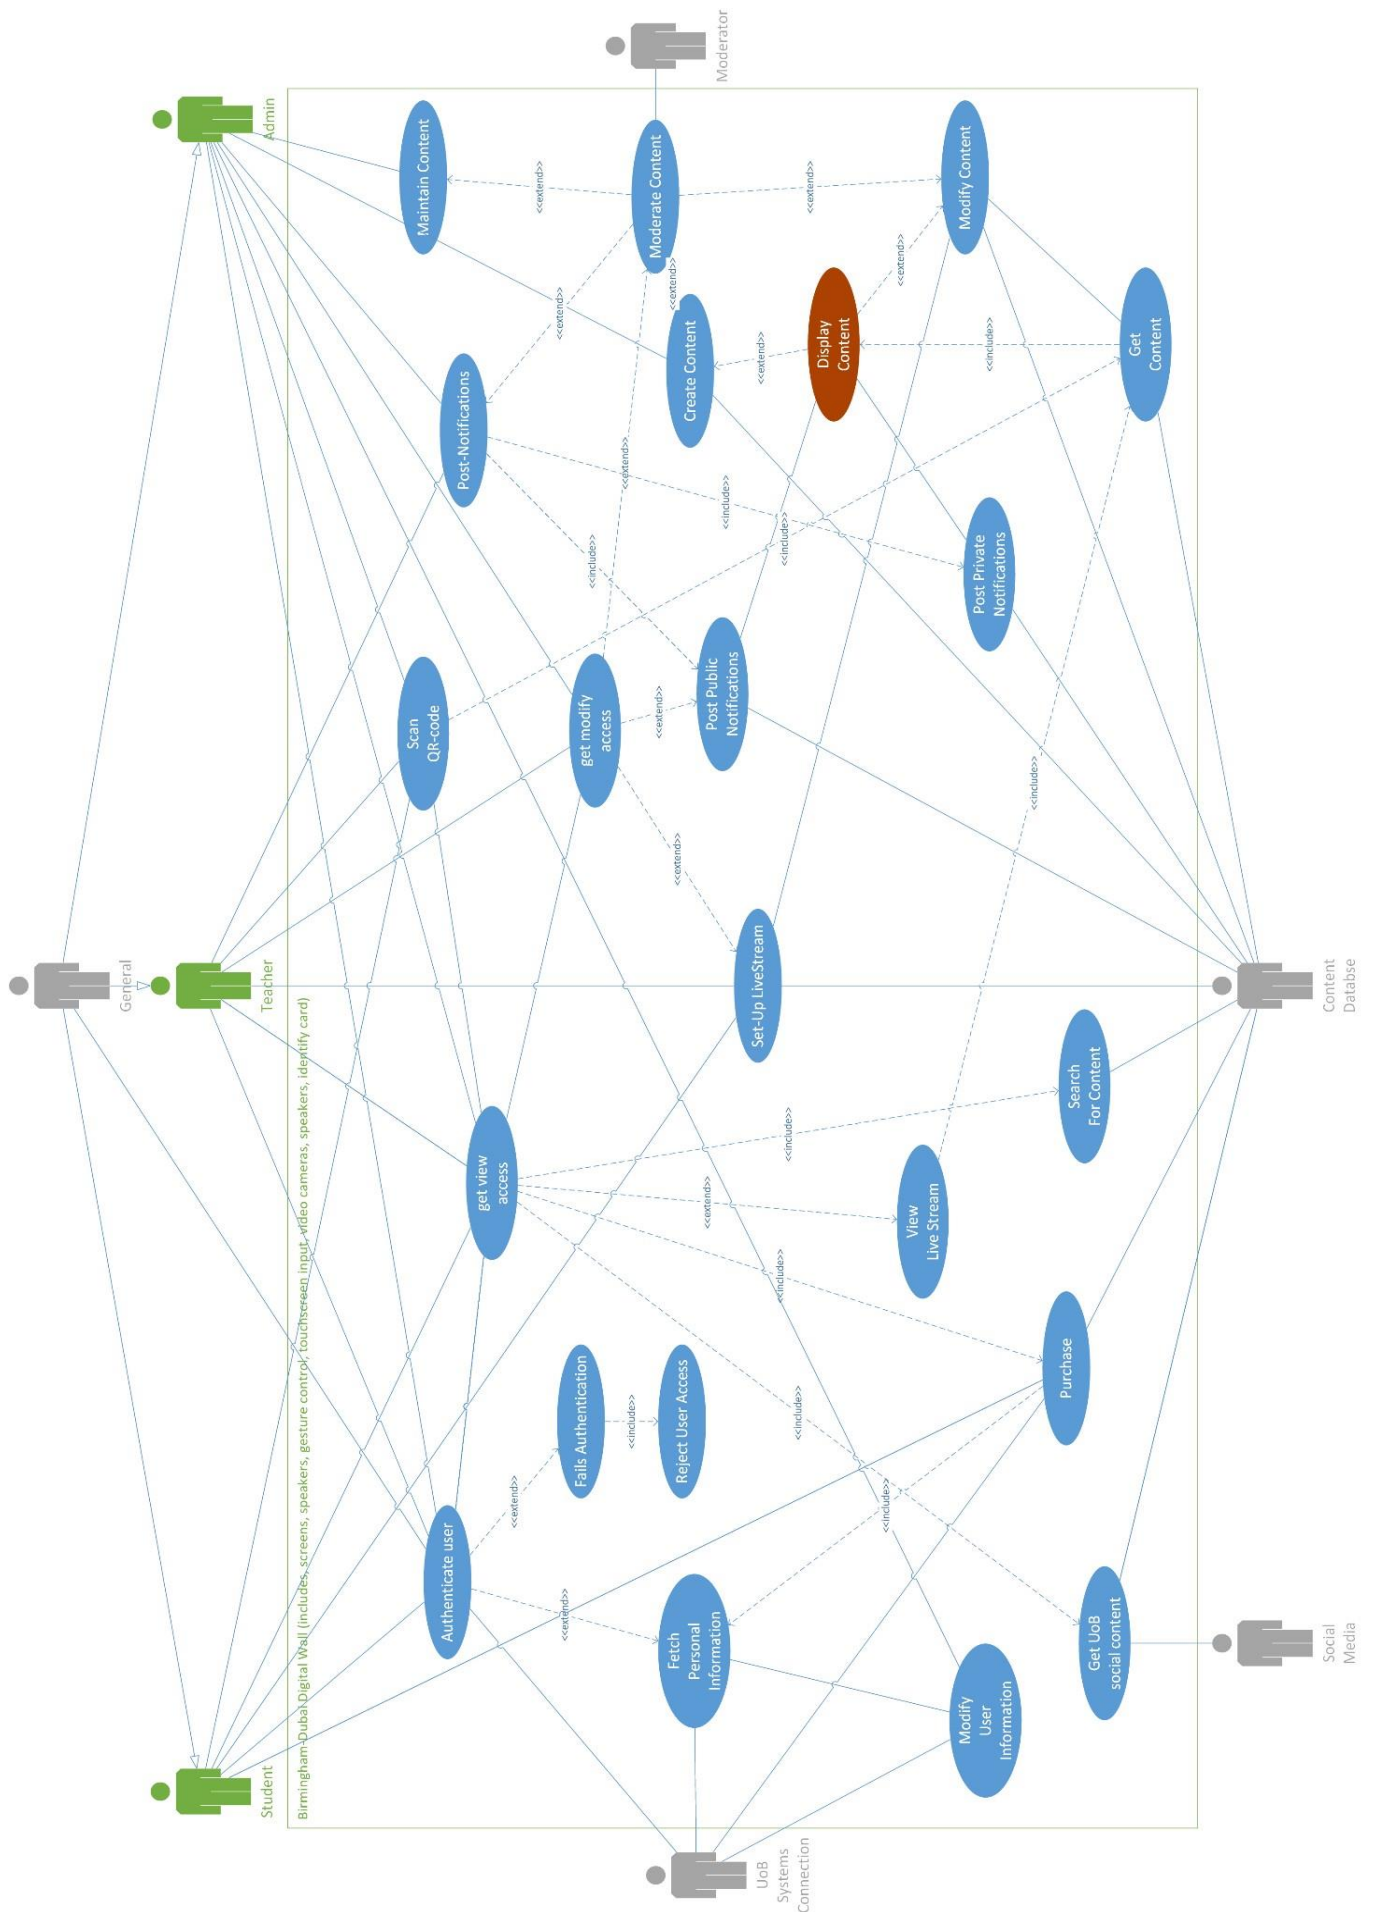 General
Student
Teacher
Admin
Birmingham-Dubai Digital Wall (includes, screens, speakers, gesture control, touchscreen input, video cameras, speakers, identify card)
Moderator
UoB
Systems
Connection
Authenticate user
get view
access
Scan
QR-code
Post-Notifications
Maintain Content
<<extend>>
<<extend>>
Fails Authentication
get modify
access
<<extend>>
<<include>>
<<extend>>
Moderate Content
<<extend>>
<<include>>
<<extend>>
<<extend>>
Reject User Access
Fetch
Personal
Information
<<extend>>
Post Public
Notifications
Create Content
<<extend>>
<<include>>
Set-Up LiveStream
<<include>>
<<extend>>
<<include>>
<<include>>
<<include>>
Display
Content
<<extend>>
<<extend>>
<<include>>
View
Live Stream
Modify
User
Information
Post Private
Notifications
Modify Content
<<include>>
<<include>>
Purchase
Search
For Content
Get UoB
social content
Get
Content
Social
Media
Content
Databse